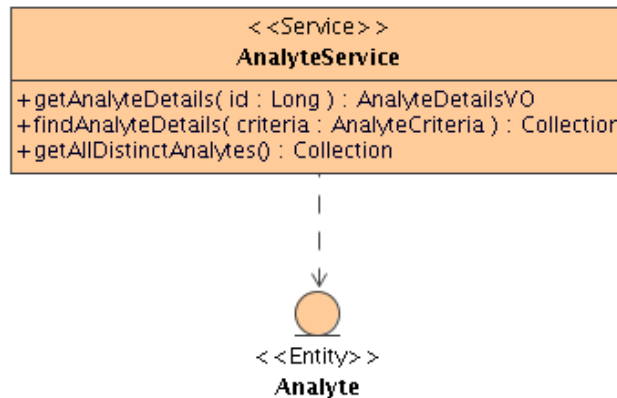 <<Service>>
AnalyteService
+getAnalyteDetails( id : Long ) : AnalyteDetailsVO
+findAnalyteDetails( criteria : AnalyteCriteria ) : Collection
+getAllDistinctAnalytes() : Collection
<<Entity>>
Analyte